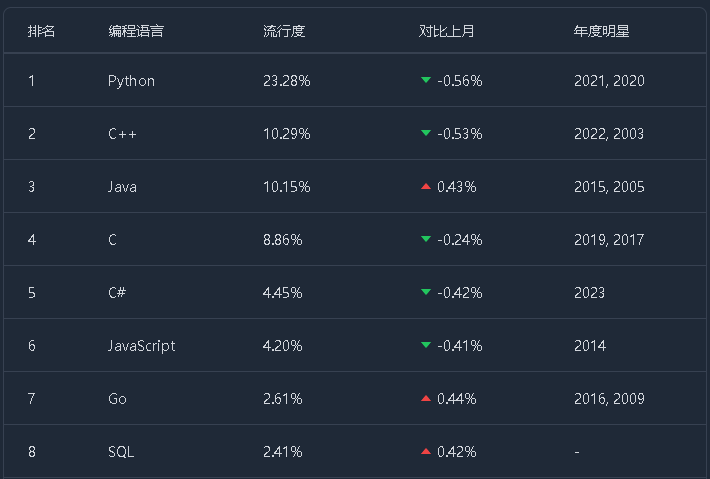 排名 编程语言 流行度 对比上月 年度明星
1 Python 23.28% -0.56% 2021, 2020
2 C++ 10.29% -0.53% 2022, 2003
3 Java 10.15% 0.43% 2015, 2005
4 C 8.86% -0.24% 2019, 2017
5 C# 4.45% -0.42% 2023
6 JavaScript 4.20% -0.41% 2014
7 Go 2.61% 0.44% 2016, 2009
8 SQL 2.41% 0.42% -